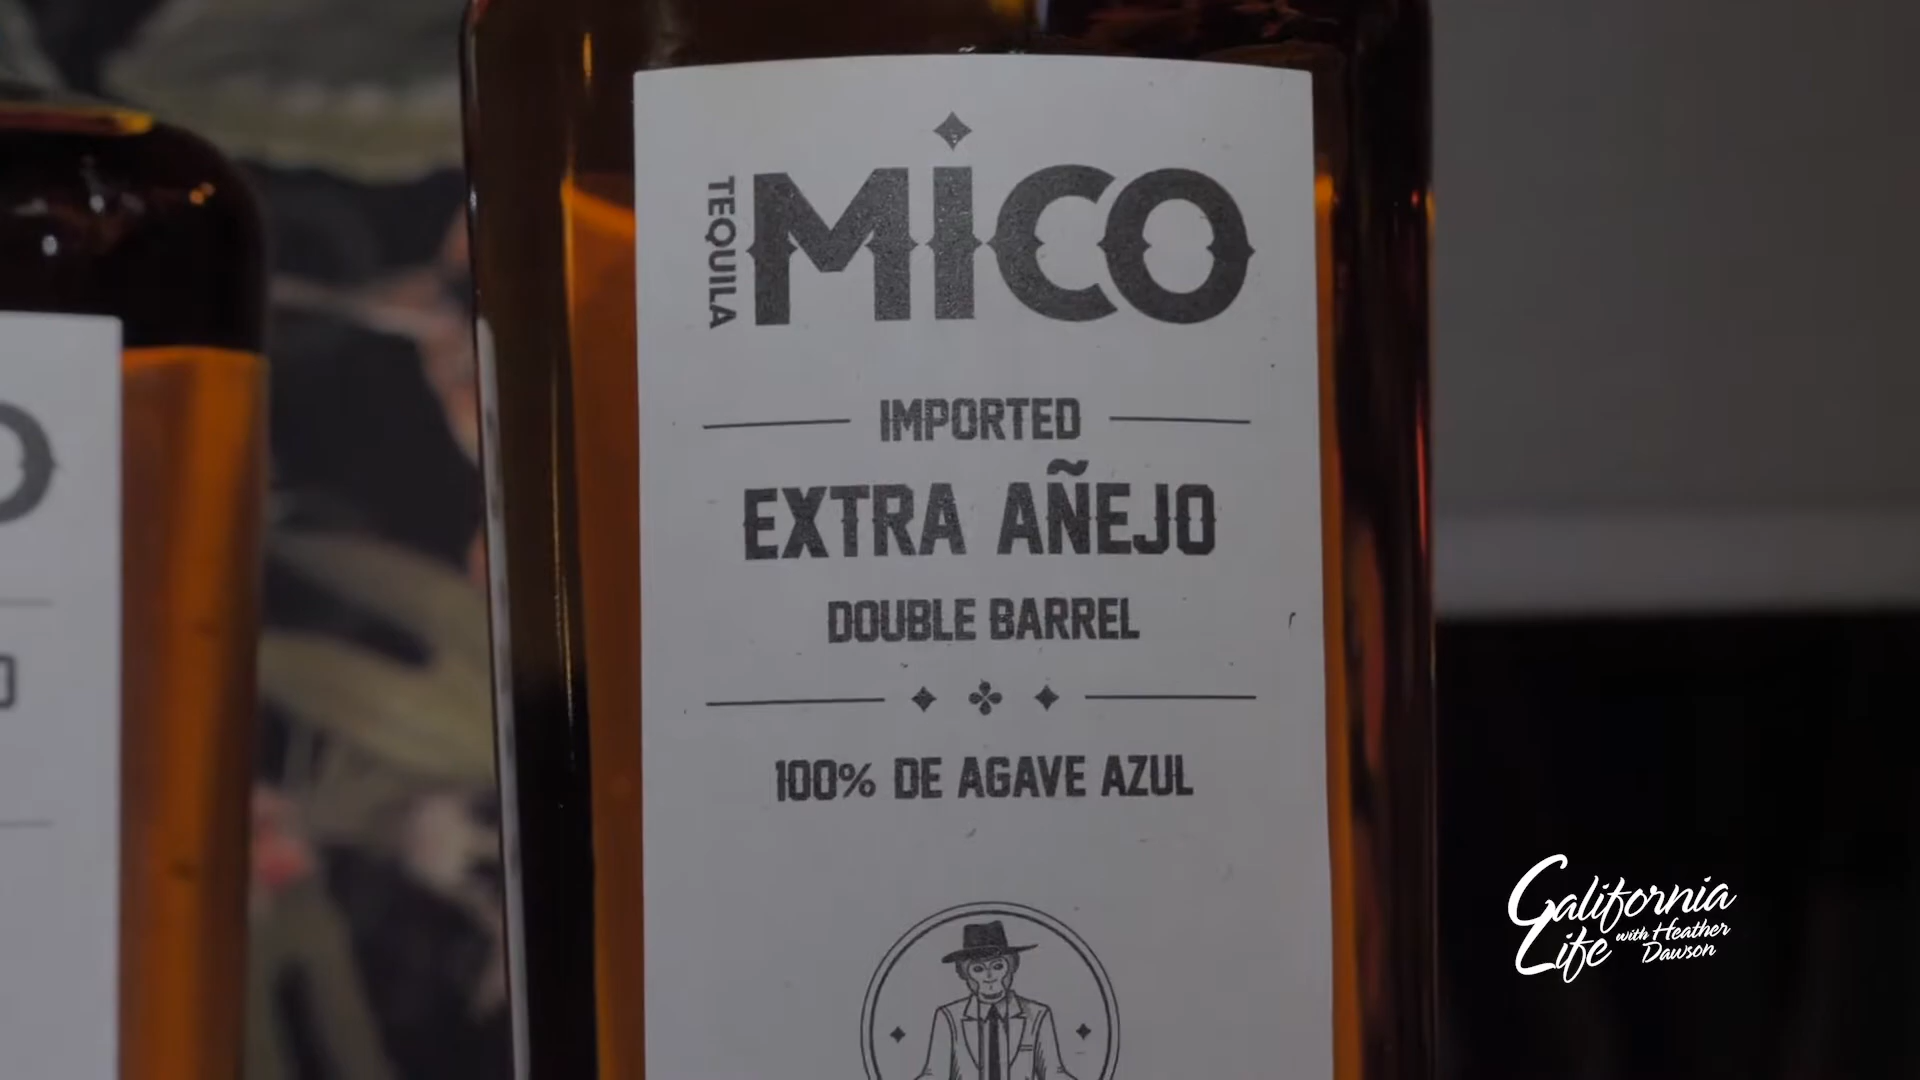 TEQUILA
MiCO
IMPORTED
EXTRA AÑEJO
DOUBLE BARREL
100% DE AGAVE AZUL
California
Life with Heather
Dawson